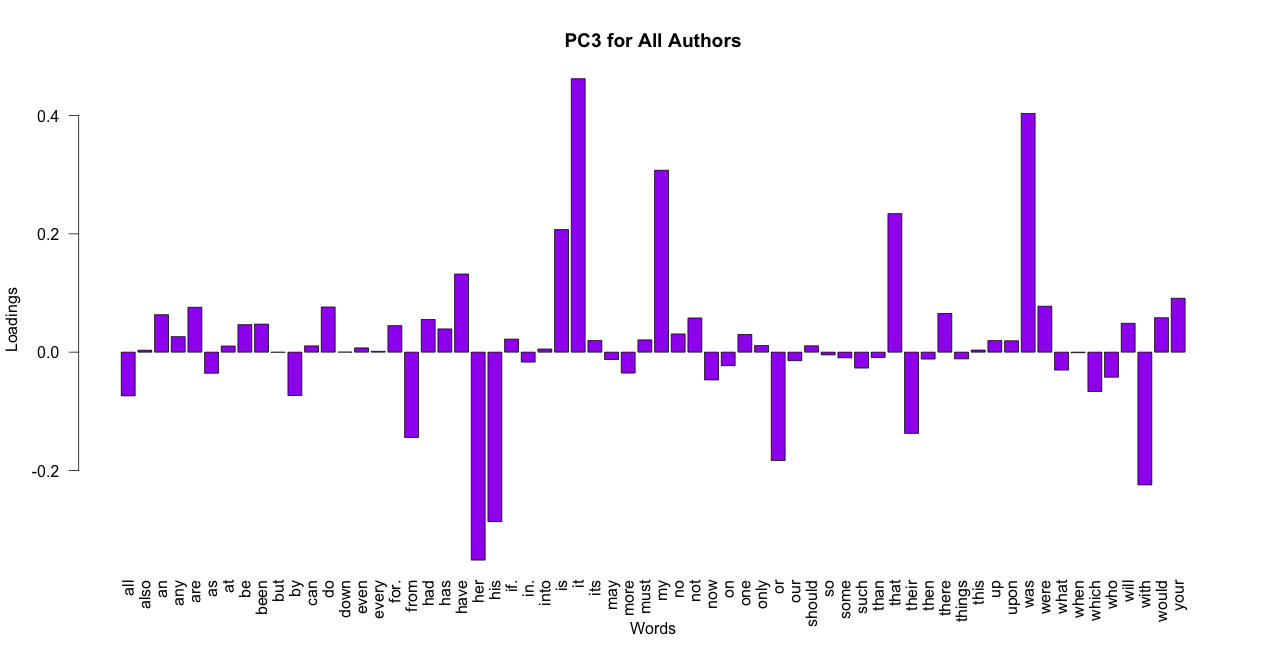 PC3 for All Authors
0.4
0.2
0.0
-0.2
Loadings
all also an any are as at be been but by can do down even every for. from had has have her his if. in. into is it its may more must my no not now on one only or our should so some such than that their then there things this up upon was were what when which who will with would your
Words